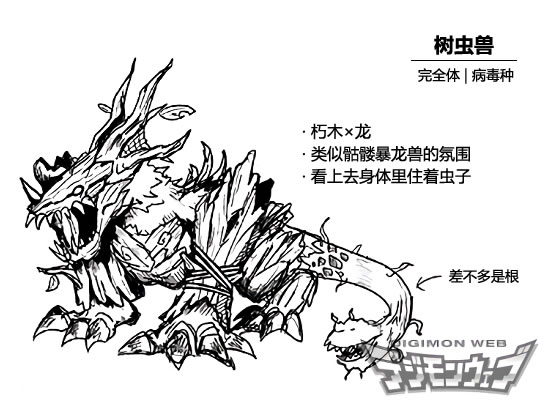 树虫兽
完全体 | 病毒种
· 朽木×龙
· 类似骷髅暴龙兽的氛围
· 看上去身体里住着虫子
差不多是根
DIGIMON WEB
デジモンウェブ